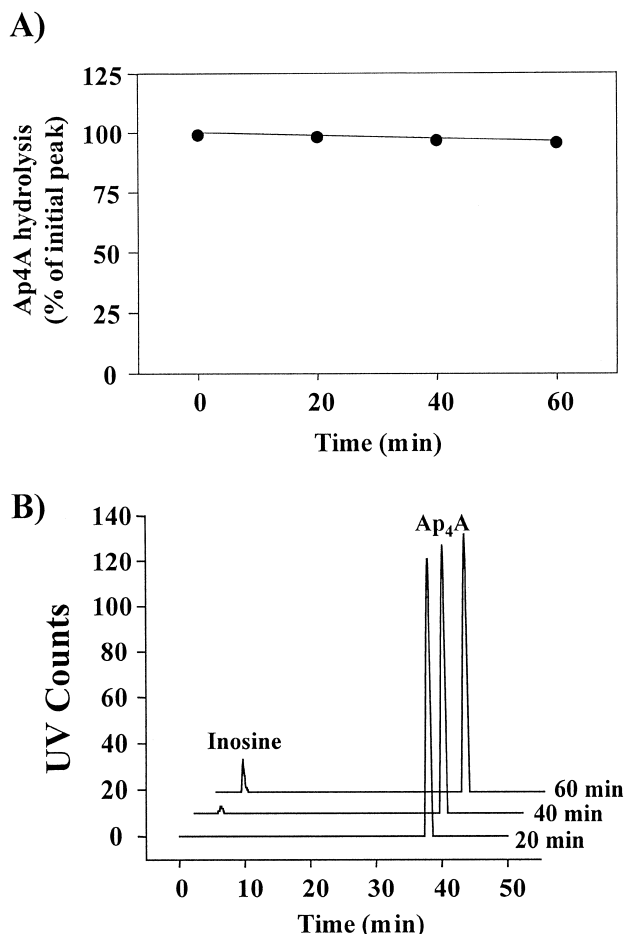 A)
Ap4A hydrolysis
(% of initial peak)
125
100
75
50
25
0
0 20 40 60
Time (min)
B)
UV Counts
140
120
100
80
60
40
20
0
Ap4A
Inosine
60 min
40 min
20 min
0 10 20 30 40 50
Time (min)